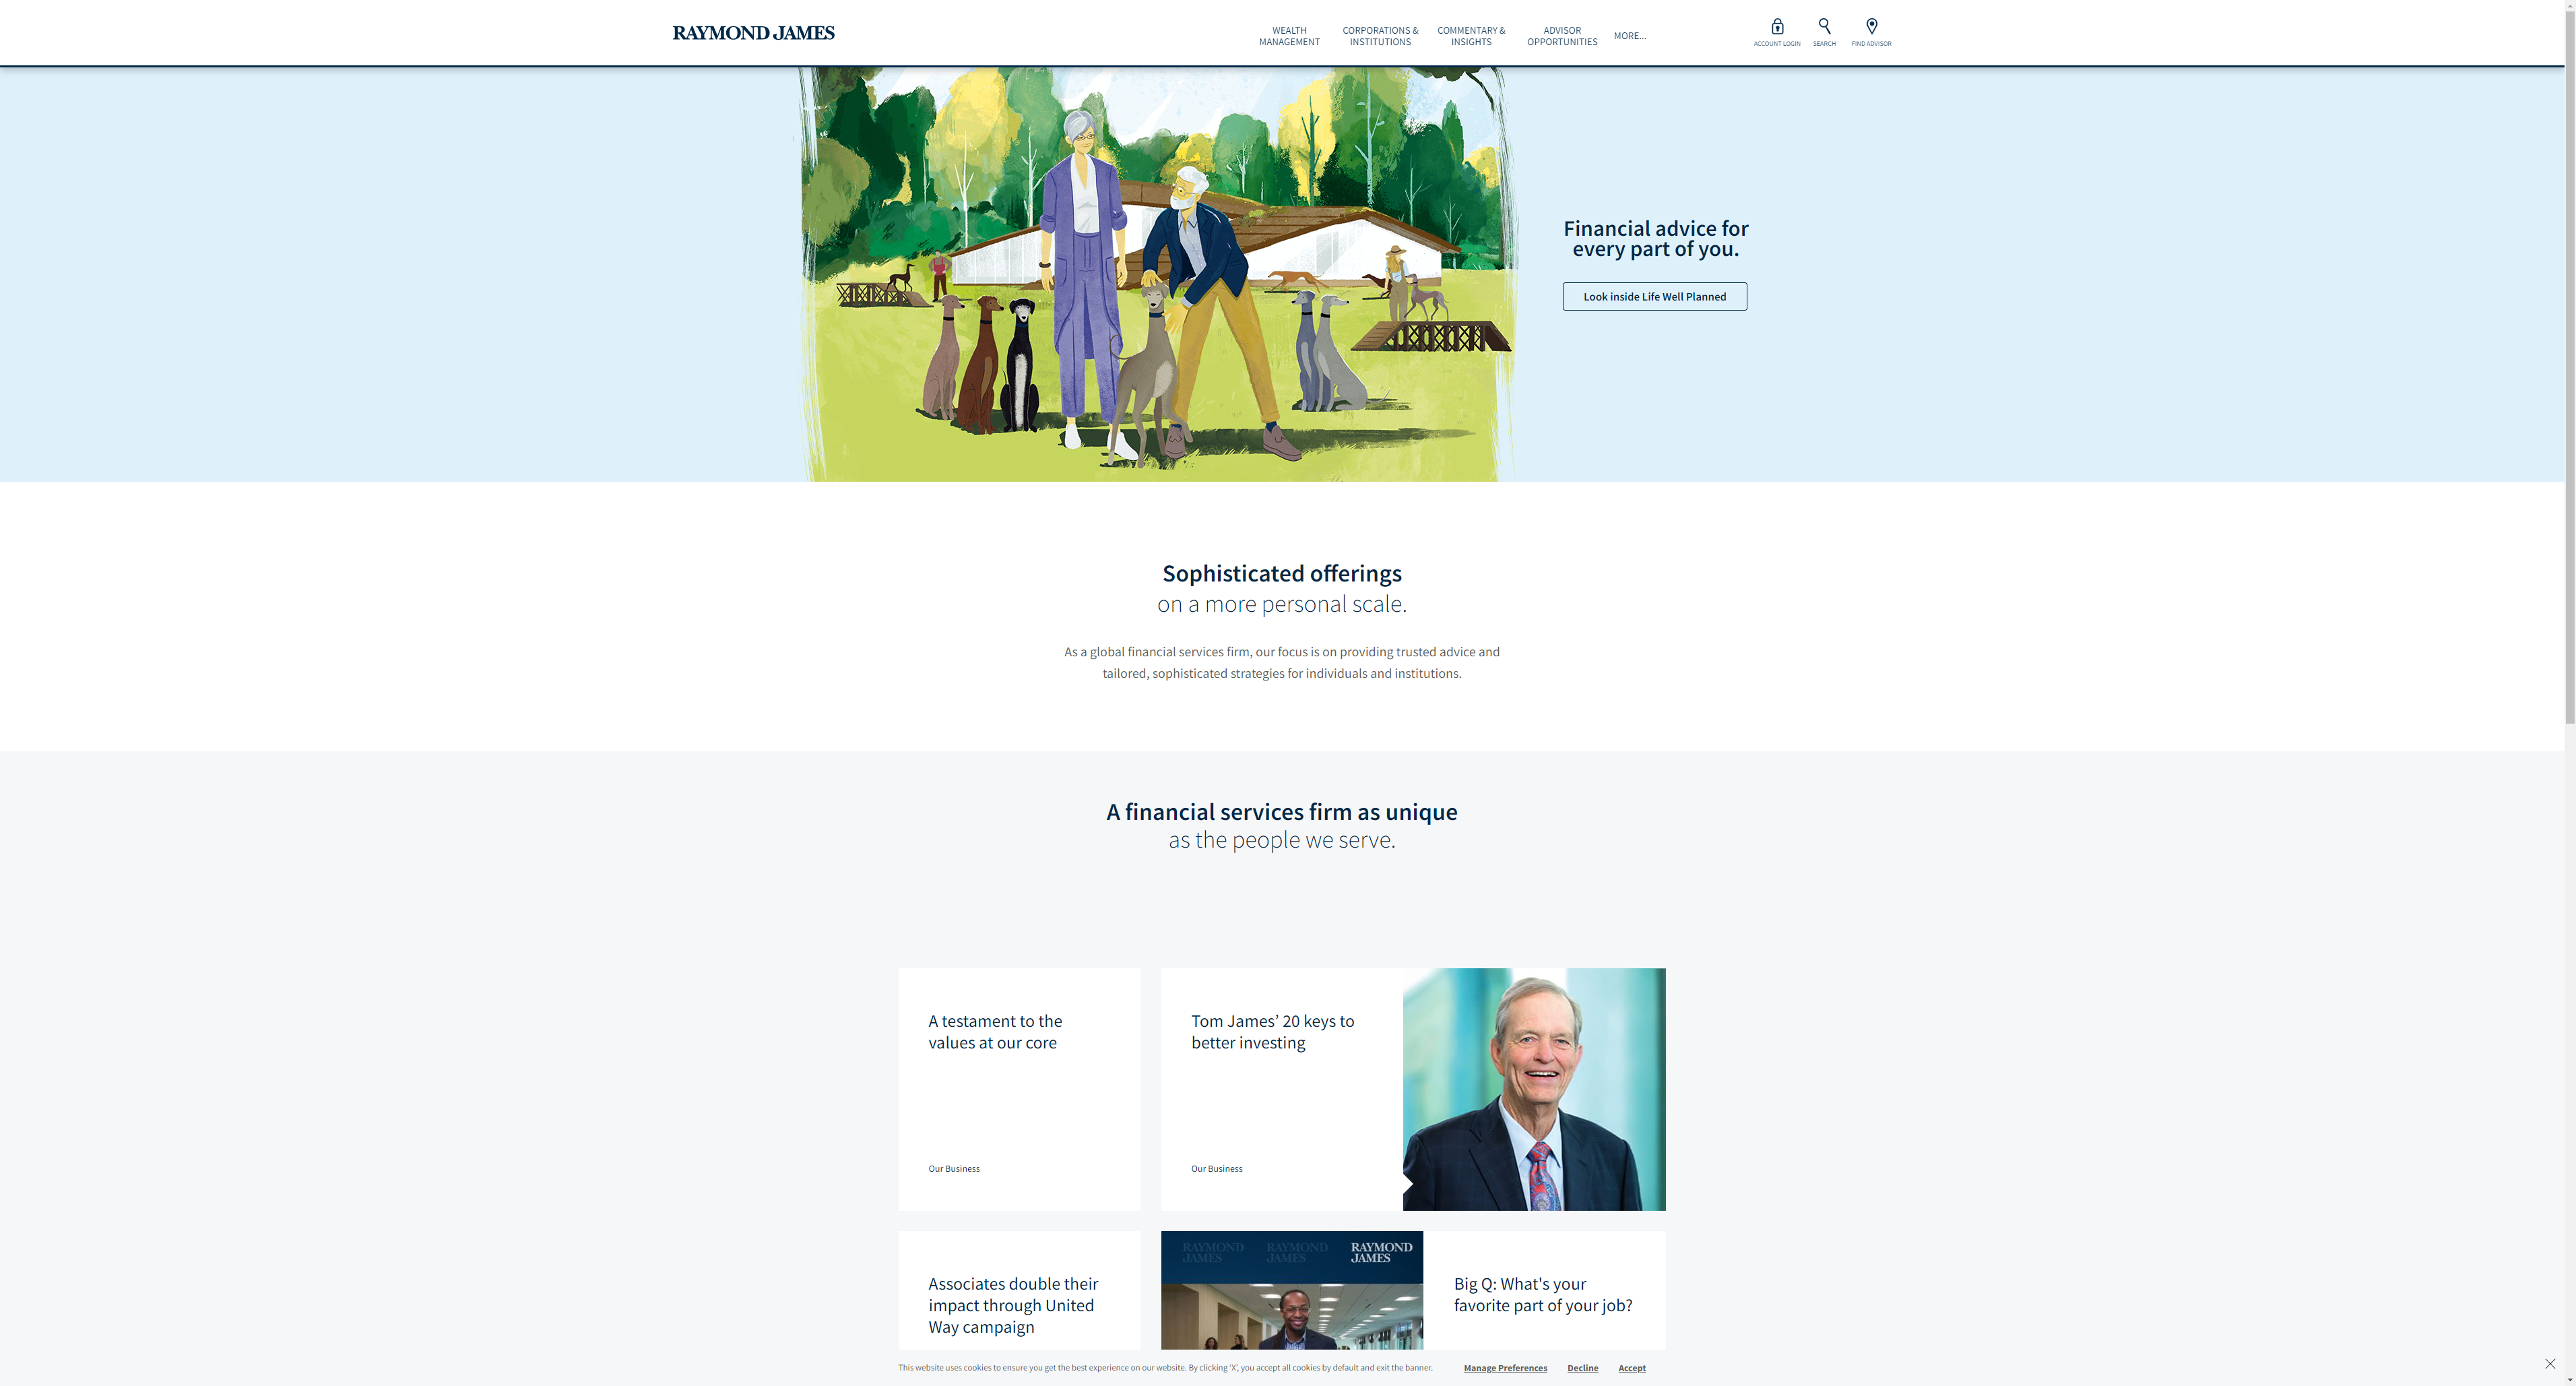 RAYMOND JAMES
WEALTH
MANAGEMENT
CORPORATIONS &
INSTITUTIONS
COMMENTARY &
INSIGHTS
ADVISOR
OPPORTUNITIES
MORE...
ACCOUNT LOGIN
SEARCH
FIND ADVISOR
Financial advice for
every part of you.
Look inside Life Well Planned
Sophisticated offerings
on a more personal scale.
As a global financial services firm, our focus is on providing trusted advice and
tailored, sophisticated strategies for individuals and institutions.
A financial services firm as unique
as the people we serve.
A testament to the
values at our core
Our Business
Tom James’ 20 keys to
better investing
Our Business
Associates double their
impact through United
Way campaign
RAYMOND
JAMES
RAYMOND
JAMES
RAYMOND
JAMES
Big Q: What's your
favorite part of your job?
This website uses cookies to ensure you get the best experience on our website. By clicking ‘X’, you accept all cookies by default and exit the banner.
Manage Preferences
Decline
Accept